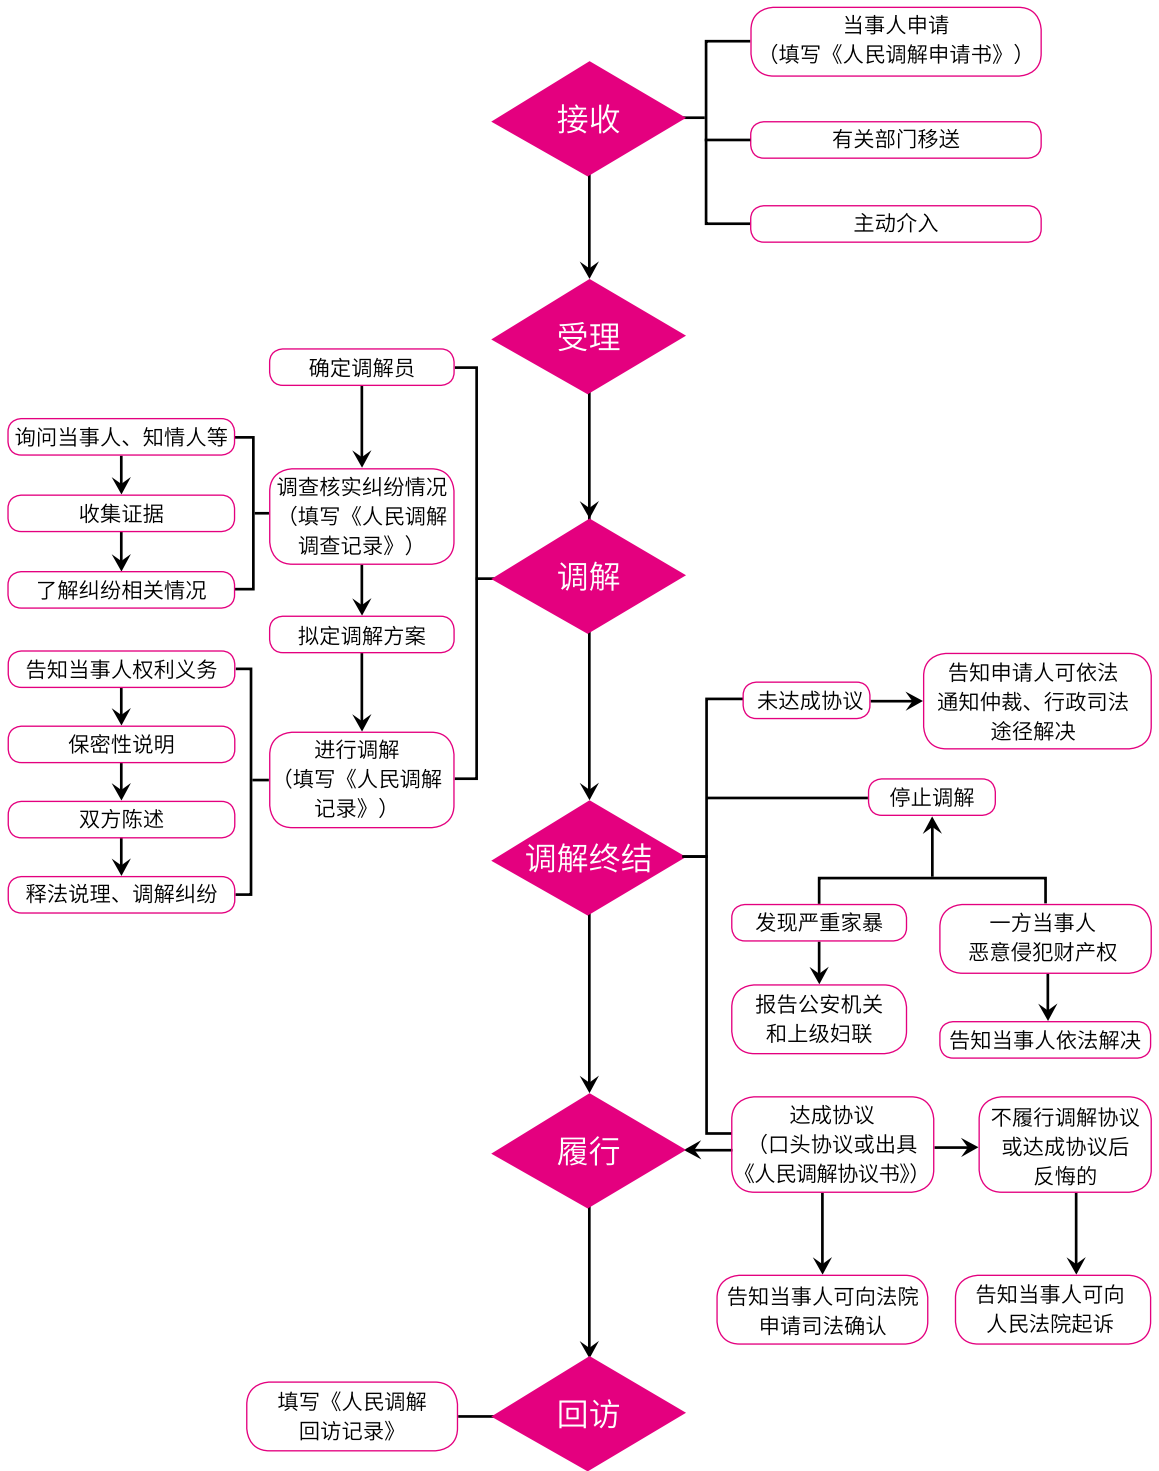 当事人申请
（填写《人民调解申请书》）
接收
有关部门移送
主动介入
受理
确定调解员
询问当事人、知情人等
调查核实纠纷情况
（填写《人民调解
调查记录》）
收集证据
了解纠纷相关情况
调解
拟定调解方案
告知当事人权利义务
保密性说明
进行调解
（填写《人民调解
记录》）
双方陈述
释法说理、调解纠纷
未达成协议
告知申请人可依法
通知仲裁、行政司法
途径解决
停止调解
调解终结
发现严重家暴
一方当事人
恶意侵犯财产权
报告公安机关
和上级妇联
告知当事人依法解决
履行
达成协议
（口头协议或出具
《人民调解协议书》）
不履行调解协议
或达成协议后
反悔的
告知当事人可向法院
申请司法确认
告知当事人可向
人民法院起诉
回访
填写《人民调解
回访记录》